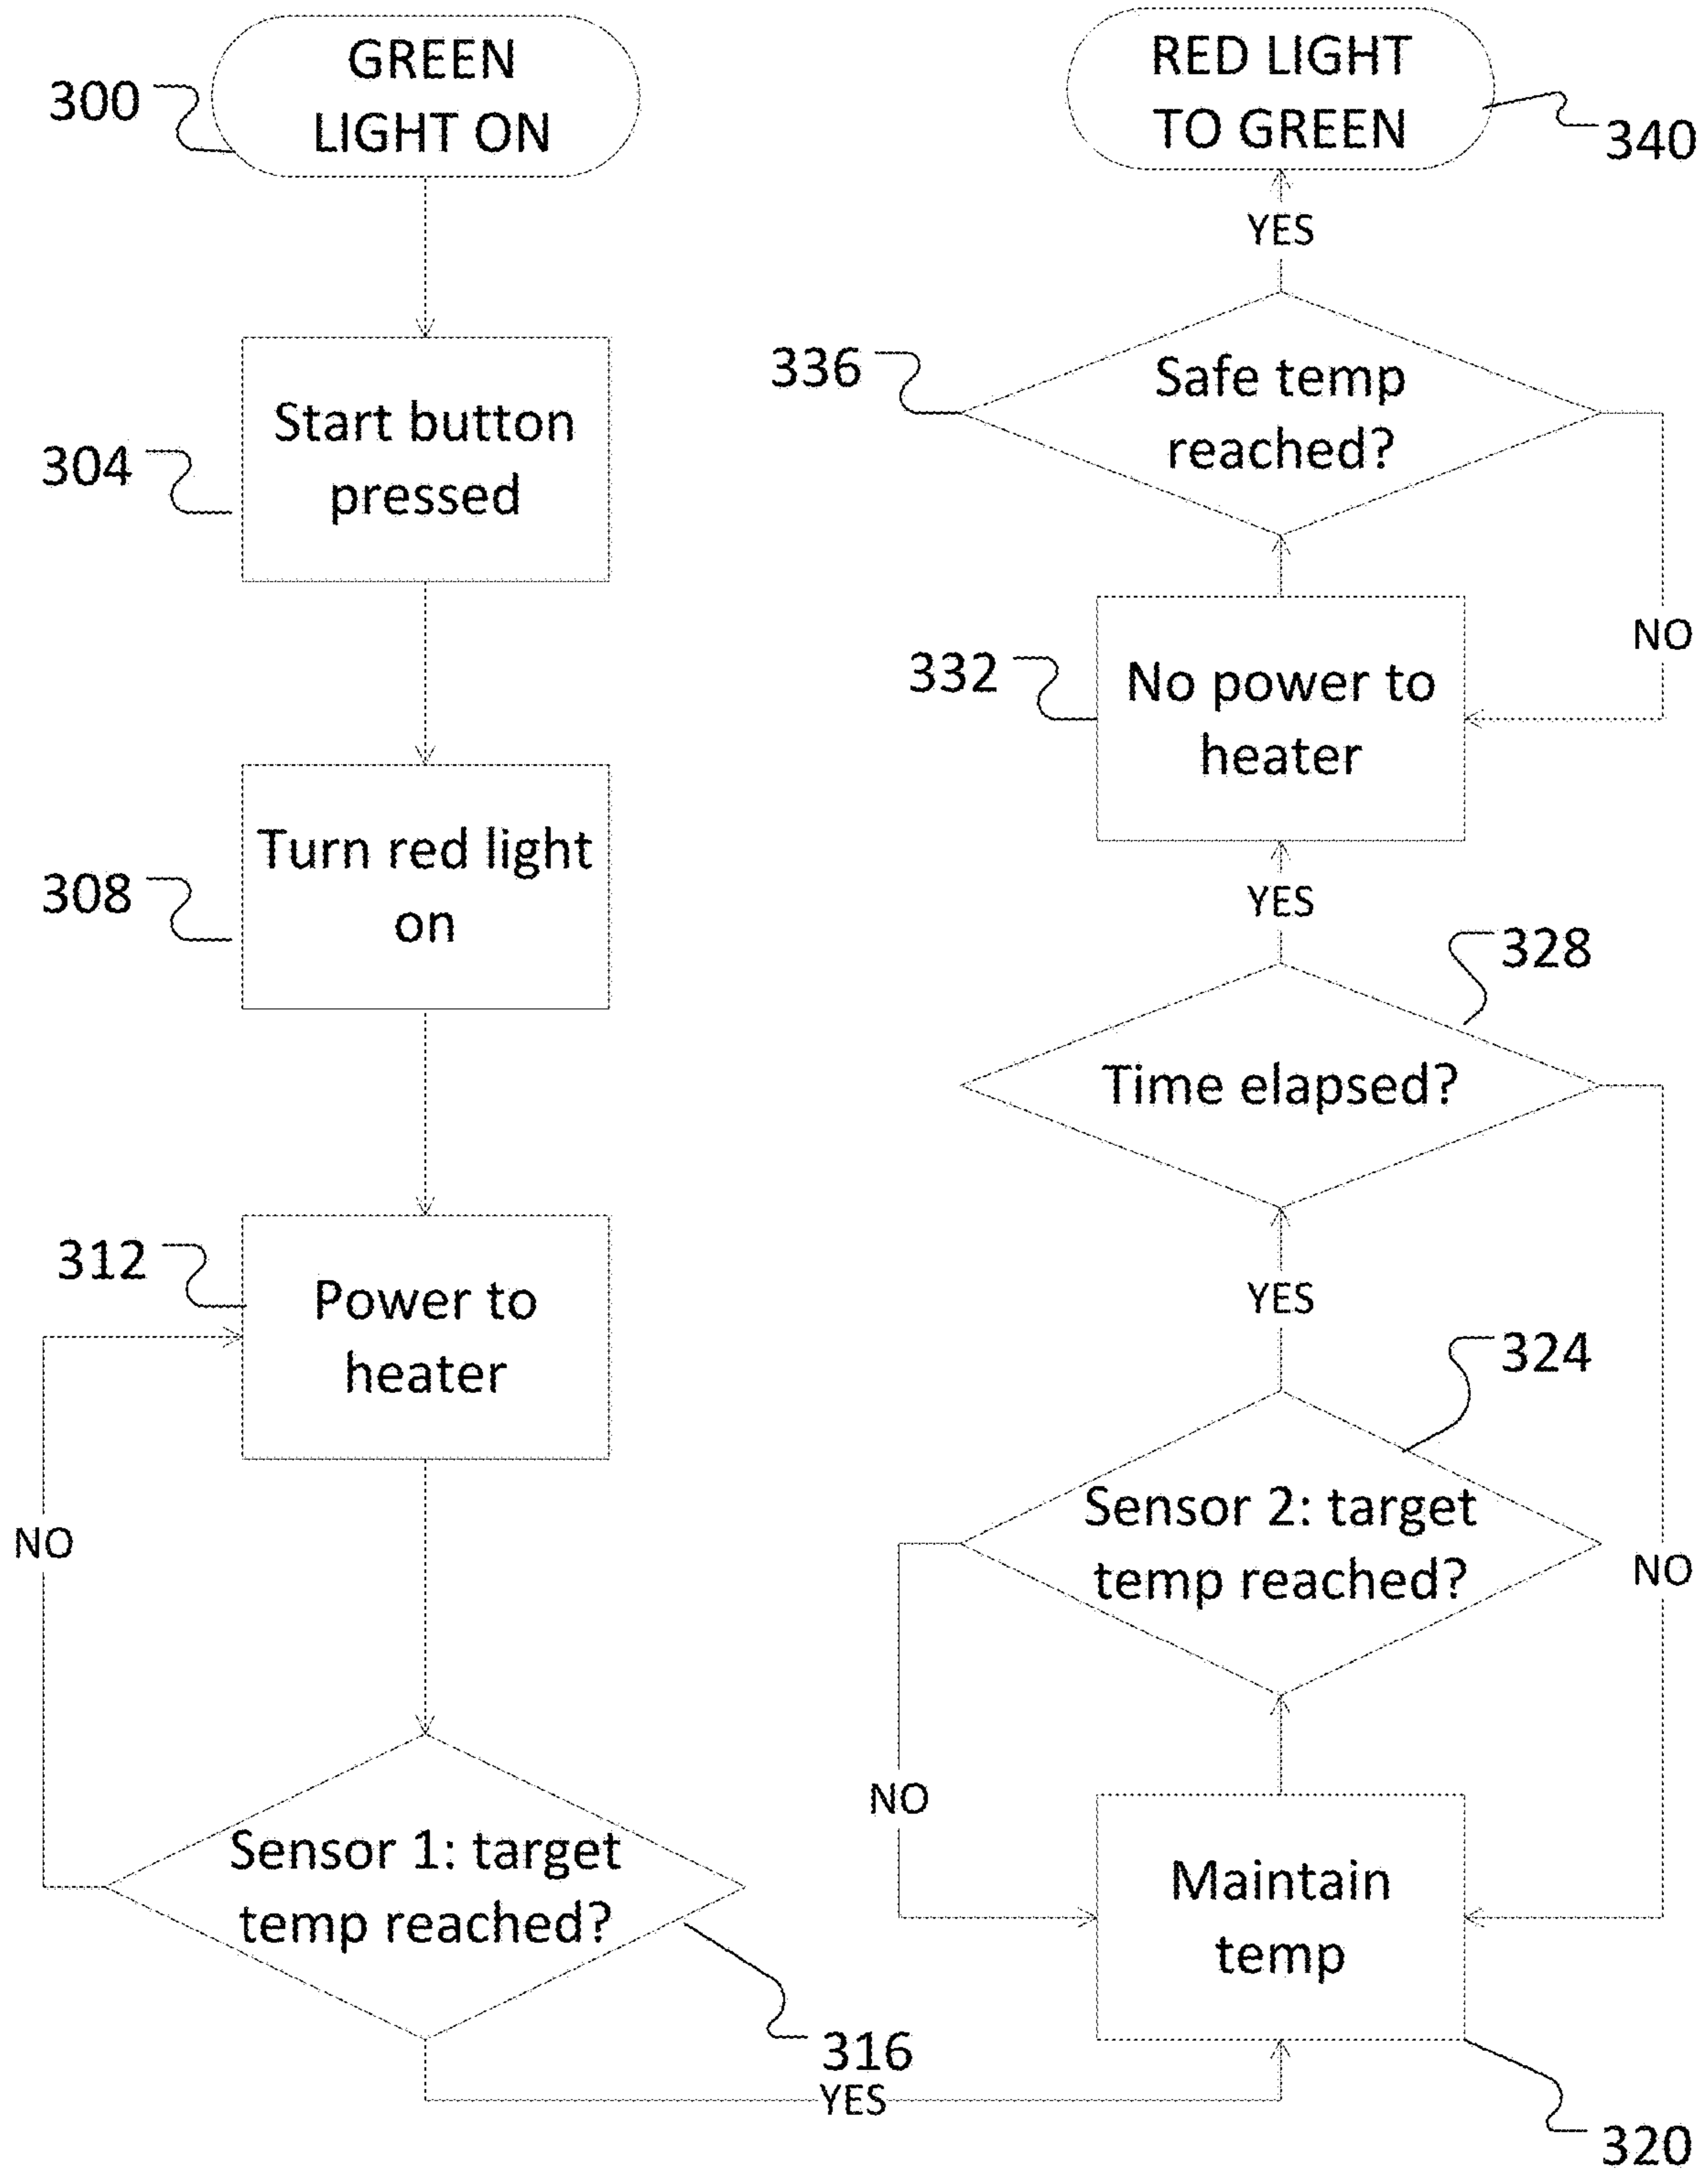 300
GREEN
LIGHT ON
304
Start button
pressed
308
Turn red light
on
312
Power to
heater
NO
Sensor 1: target
temp reached?
316
YES
RED LIGHT
TO GREEN
340
YES
336
Safe temp
reached?
NO
332
No power to
heater
YES
328
Time elapsed?
YES
324
Sensor 2: target
temp reached?
NO
NO
Maintain
temp
320